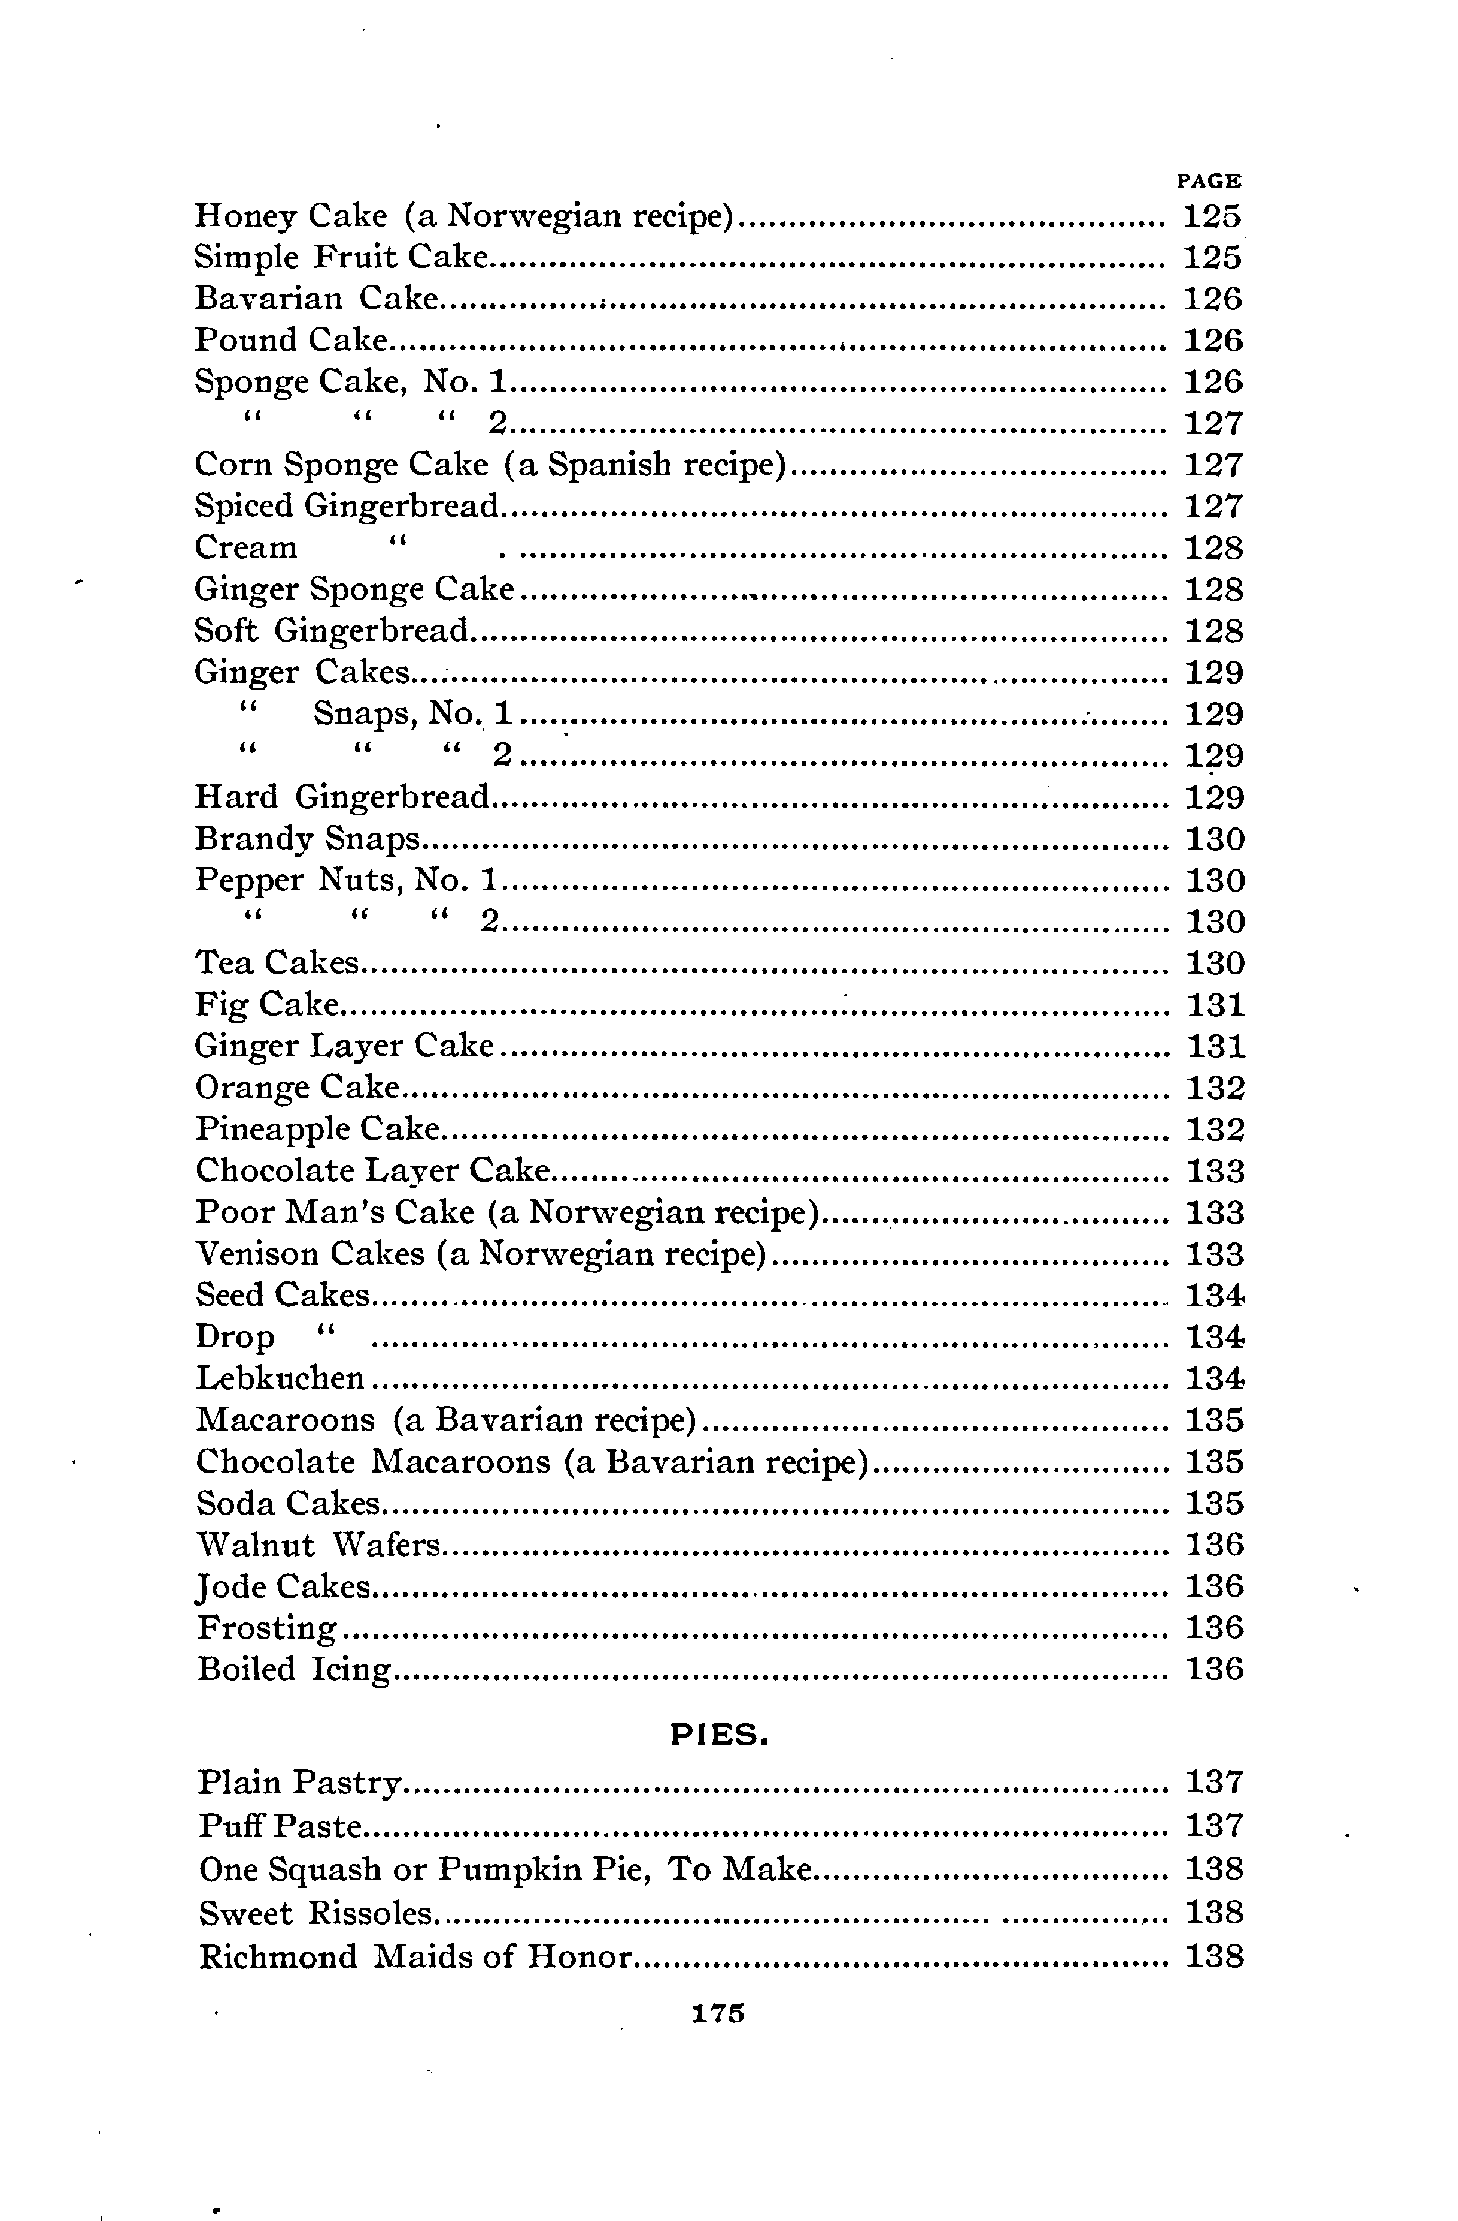 PAGE
Honey Cake (a Norwegian recipe)........................................... 125
Simple Fruit Cake.................................................................... 125
Bavarian Cake......................................................................... 126
Pound Cake.............................................................................. 126
Sponge Cake, No. 1.................................................................. 126
“ “ “ 2.................................................................. 127
Corn Sponge Cake (a Spanish recipe)...................................... 127
Spiced Gingerbread................................................................... 127
Cream “ . ................................................................. 128
Ginger Sponge Cake................................................................. 128
Soft Gingerbread...................................................................... 128
Ginger Cakes............................................................................ 129
“ Snaps, No. 1................................................................. 129
“ “ “ 2................................................................. 129
Hard Gingerbread.................................................................... 129
Brandy Snaps........................................................................... 130
Pepper Nuts, No. 1................................................................... 130
“ “ “ 2................................................................... 130
Tea Cakes................................................................................. 130
Fig Cake................................................................................... 131
Ginger Layer Cake................................................................... 131
Orange Cake............................................................................. 132
Pineapple Cake......................................................................... 132
Chocolate Layer Cake.............................................................. 133
Poor Man's Cake (a Norwegian recipe)................................... 133
Venison Cakes (a Norwegian recipe)........................................ 133
Seed Cakes................................................................................ 134
Drop “ ................................................................................ 134
Lebkuchen................................................................................ 134
Macaroons (a Bavarian recipe)............................................... 135
Chocolate Macaroons (a Bavarian recipe).............................. 135
Soda Cakes............................................................................... 135
Walnut Wafers......................................................................... 136
Jode Cakes................................................................................ 136
Frosting................................................................................... 136
Boiled Icing.............................................................................. 136
PIES.
Plain Pastry............................................................................. 137
Puff Paste................................................................................. 137
One Squash or Pumpkin Pie, To Make.................................... 138
Sweet Rissoles........................................................ ................. 138
Richmond Maids of Honor...................................................... 138
175